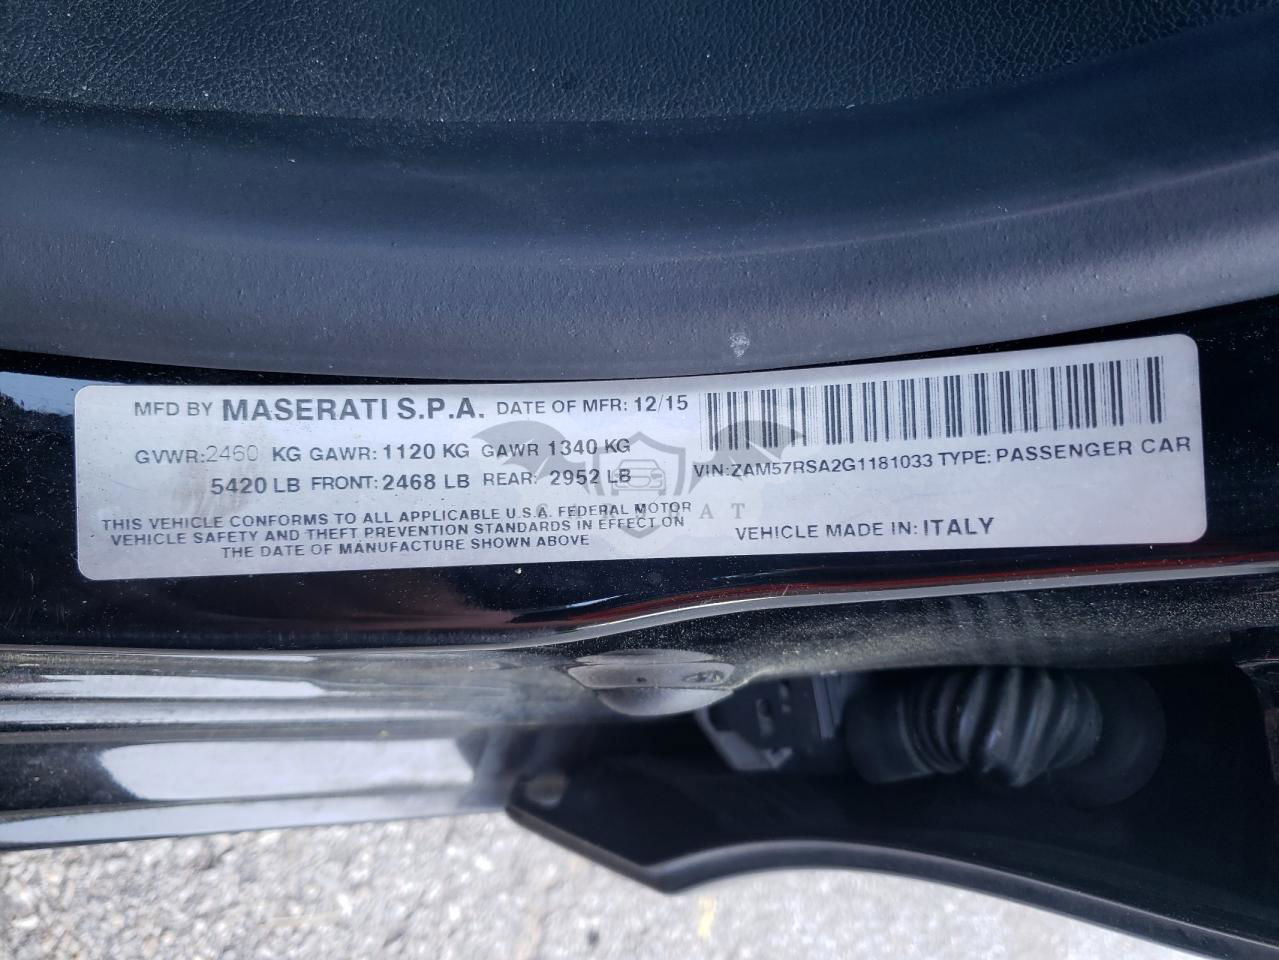 MFD BY MASERATI S.P.A. DATE OF MFR: 12/15
GVWR:2460 KG GAWR: 1120 KG GAWR 1340 KG
5420 LB FRONT: 2468 LB REAR: 2952 LB
THIS VEHICLE CONFORMS TO ALL APPLICABLE U.S.A. FEDERAL MOTOR
VEHICLE SAFETY AND THEFT PREVENTION STANDARDS IN EFFECT ON
THE DATE OF MANUFACTURE SHOWN ABOVE
VIN: ZAM57RSA2G1181033 TYPE: PASSENGER CAR
VEHICLE MADE IN: ITALY